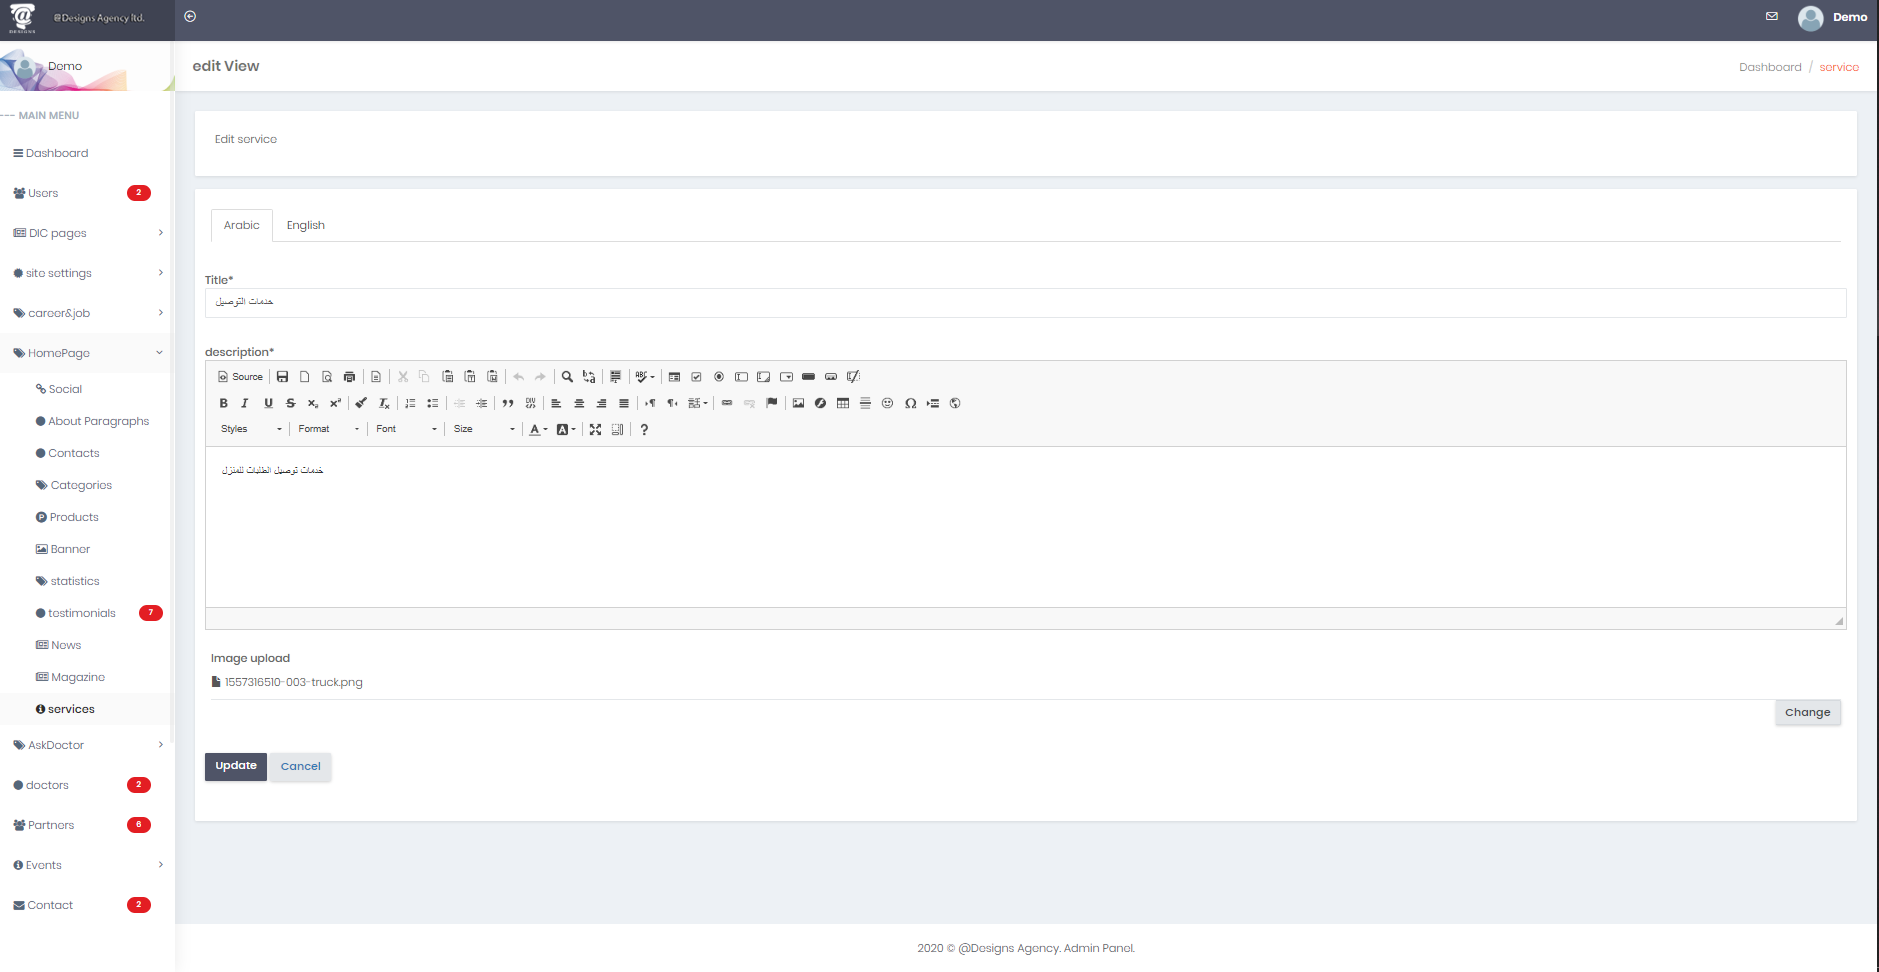 @Designs Agency ltd.
DESIGNS
Demo
Demo
edit View
Dashboard / service
--- MAIN MENU
Dashboard
Users 2
DIC pages
site settings
career&job
HomePage
Social
About Paragraphs
Contacts
Categories
Products
Banner
statistics
testimonials 7
News
Magazine
services
AskDoctor
doctors 2
Partners 6
Events
Contact 2
Edit service
Arabic English
Title*
خدمات التوصيل
description*
Source
Styles Format Font Size
خدمات توصيل الطلبات للمنزل
Image upload
1557316510-003-truck.png
Change
Update Cancel
2020 © @Designs Agency. Admin Panel.